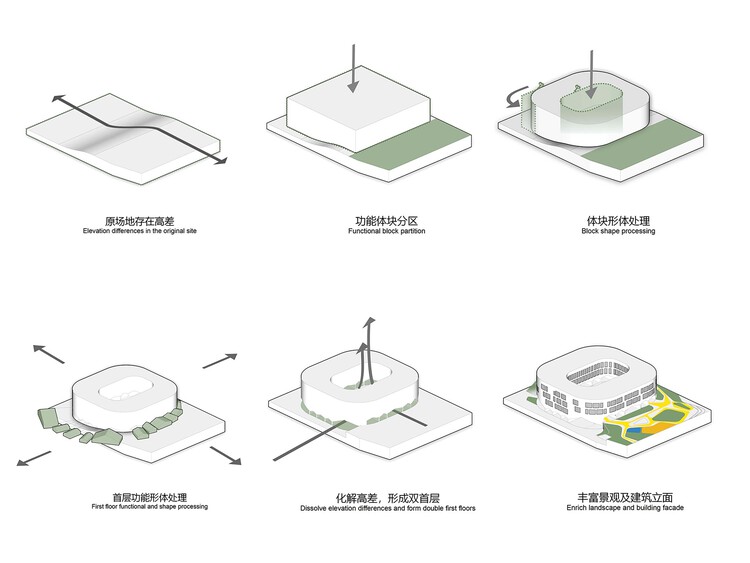 原场地存在高差
Elevation differences in the original site
功能体块分区
Functional block partition
体块形体处理
Block shape processing
首层功能形体处理
First floor functional and shape processing
化解高差，形成双首层
Dissolve elevation differences and form double first floors
丰富景观及建筑立面
Enrich landscape and building facade